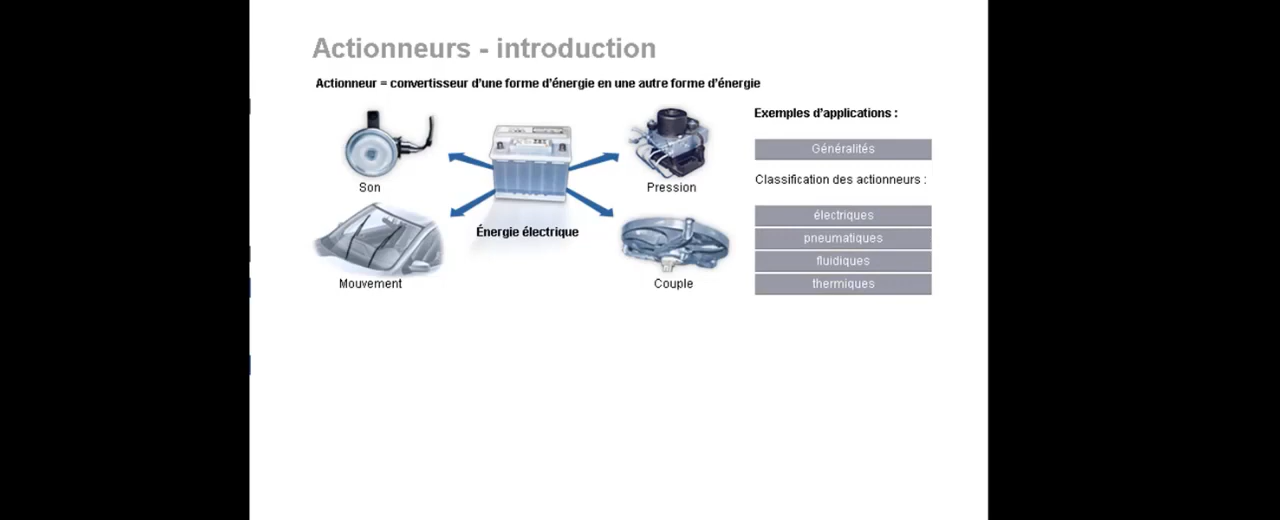 Actionneurs - introduction
Actionneur = convertisseur d'une forme d'énergie en une autre forme d'énergie
Son
Mouvement
Énergie électrique
Pression
Couple
Exemples d'applications :
Généralités
Classification des actionneurs :
électriques
pneumatiques
fluidiques
thermiques